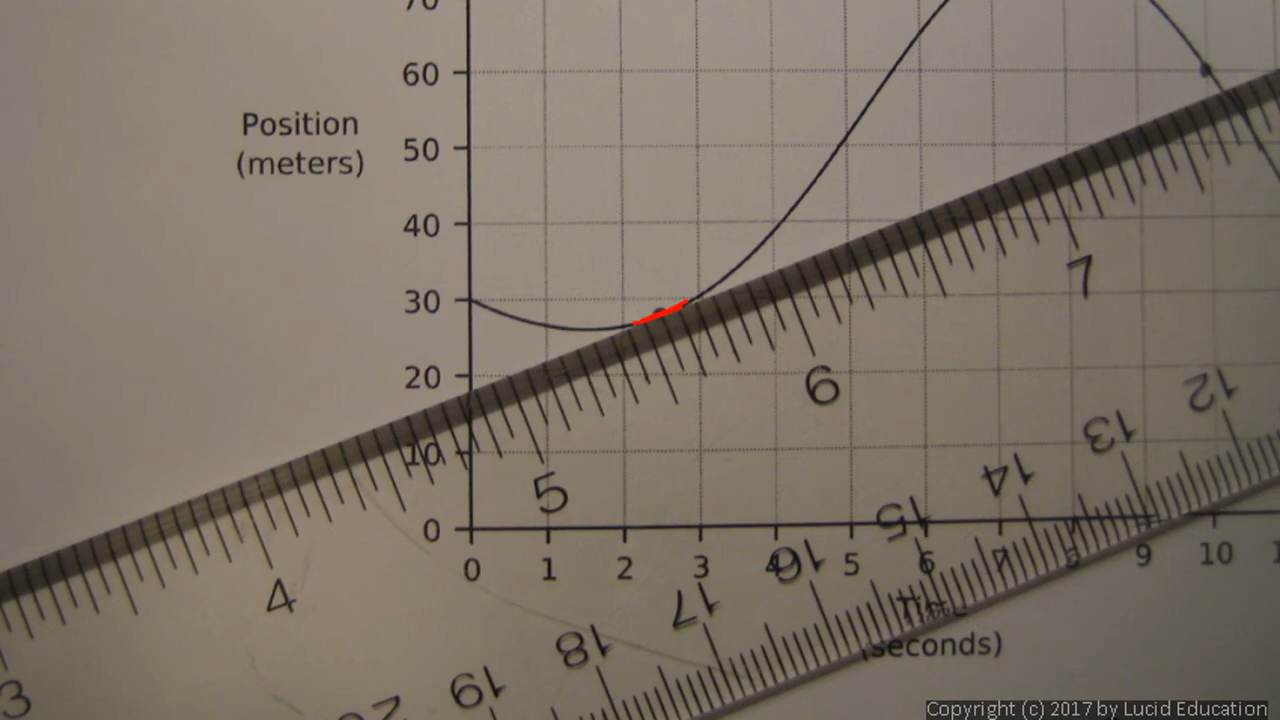 70
60
Position
(meters)
50
40
30
20
10
0
0 1 2 3 4 5 6 7 8 9 10
3 4 5 6 7
20 19 18 17 16 15 14 13 12
(seconds)
Copyright (c) 2017 by Lucid Education